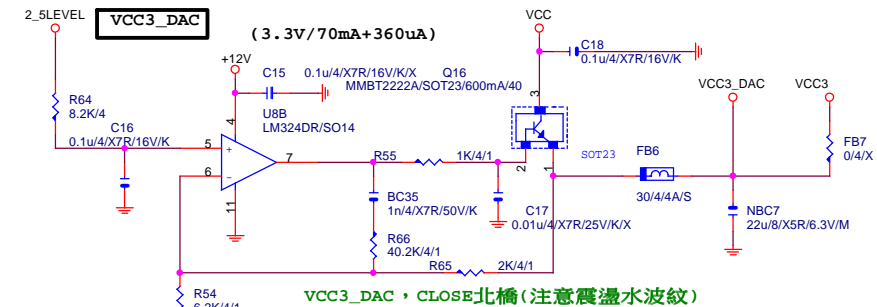 2_5LEVEL
VCC3_DAC
(3.3V/70mA+360uA)
VCC
+12V
C15
0.1u/4/X7R/16V/K/X
Q16
MMBT2222A/SOT23/600mA/40
C18
0.1u/4/X7R/16V/K
VCC3_DAC
VCC3
R64
8.2K/4
C16
0.1u/4/X7R/16V/K
U8B
LM324DR/SO14
4
5
6
7
11
+
-
R55
1K/4/1
3
2
1
SOT23
FB6
30/4/4A/S
FB7
0/4/X
BC35
1n/4/X7R/50V/K
C17
0.01u/4/X7R/25V/K/X
NBC7
22u/8/X5R/6.3V/M
R66
40.2K/4/1
R65
2K/4/1
R54
VCC3_DAC，CLOSE北橋(注意震盪水波紋)